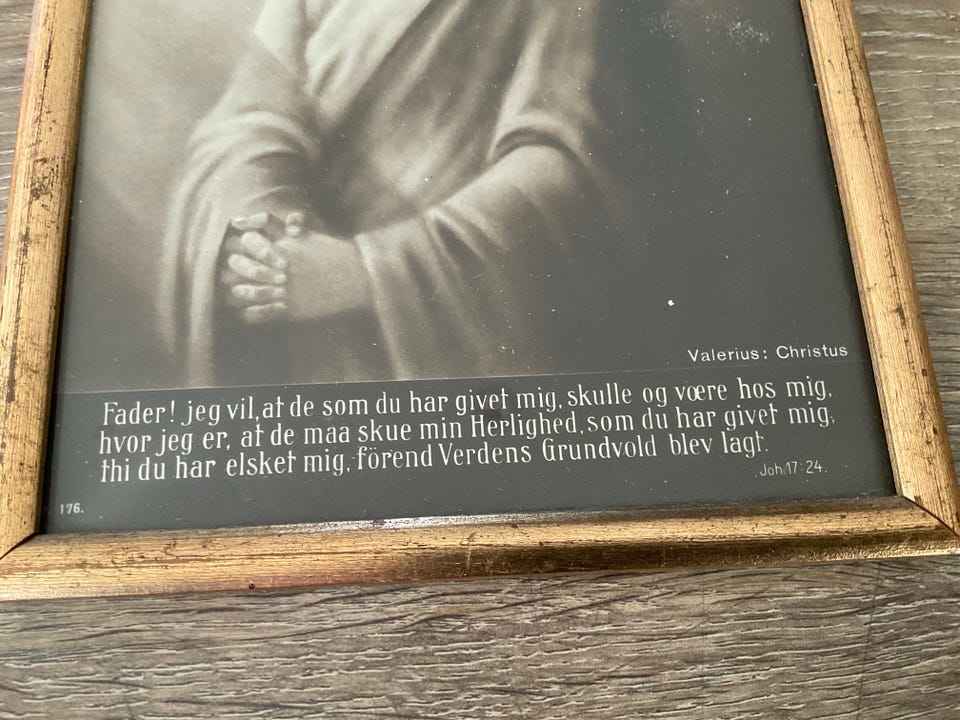 Valerius: Christus
Fader! jeg vil, at de som du har givet mig, skulle og være hos mig,
hvor jeg er, at de maa skue min Herlighed, som du har givet mig;
thi du har elsket mig, förend Verdens Grundvold blev lagt.
Joh. 17:24.
176.